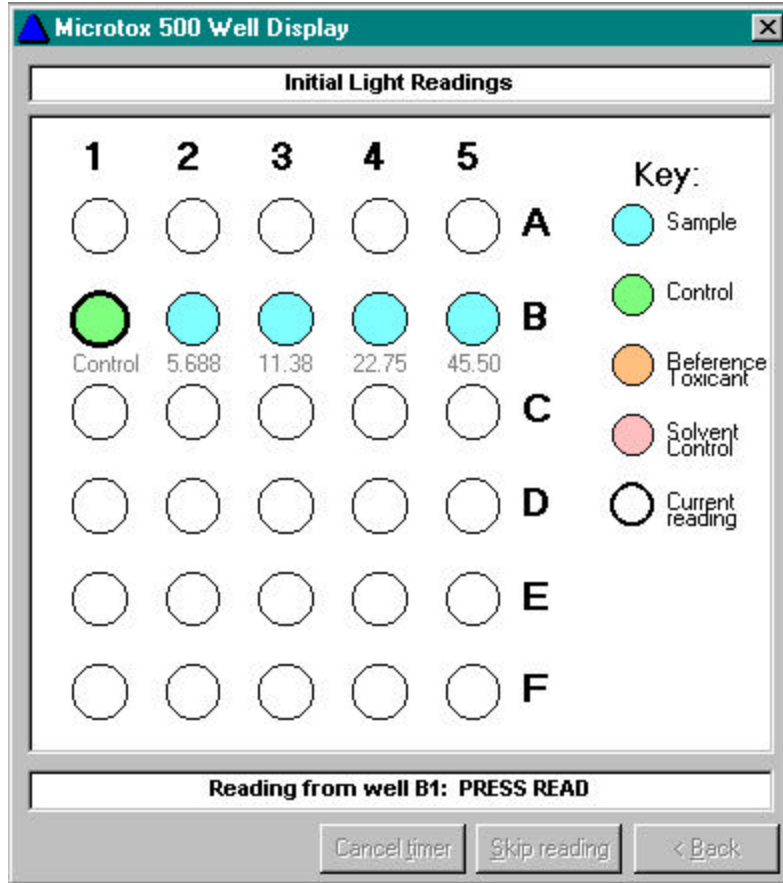 Microtox 500 Well Display
Initial Light Readings
1 2 3 4 5
A
B
Control 5.688 11.38 22.75 45.50
C
D
E
F
Key:
Sample
Control
Beference
Toxicant
Solvent
Control
Current
reading
Reading from well B1: PRESS READ
Cancel timer Skip reading < Back